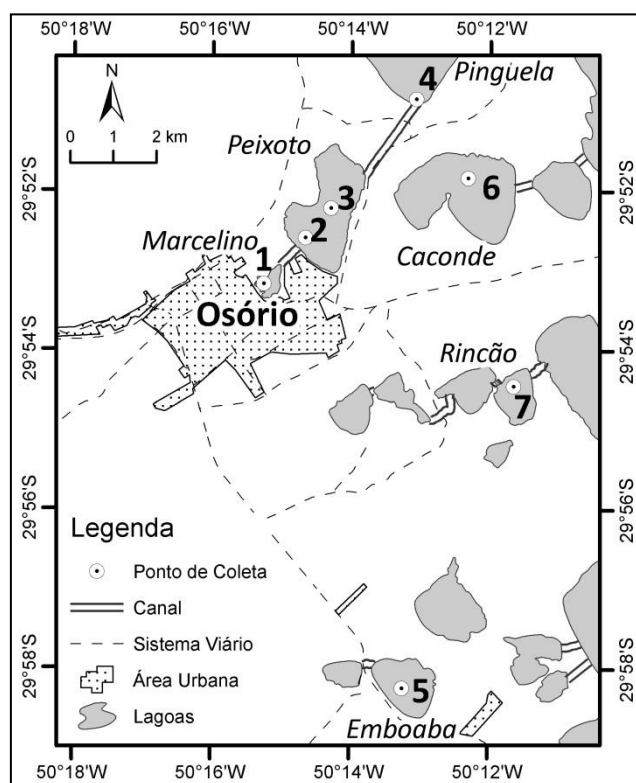 50°18'W 50°16'W 50°14'W 50°12'W
N
0 1 2 km
4
Pinguela
Peixoto
29°52'S
3
6
29°52'S
2
Marcelino
1
Caconde
Osório
29°54'S
Rincão
29°54'S
7
29°56'S
29°56'S
Legenda
Ponto de Coleta
Canal
Sistema Viário
Área Urbana
Lagoas
29°58'S
5
29°58'S
Emboaba
50°18'W 50°16'W 50°14'W 50°12'W